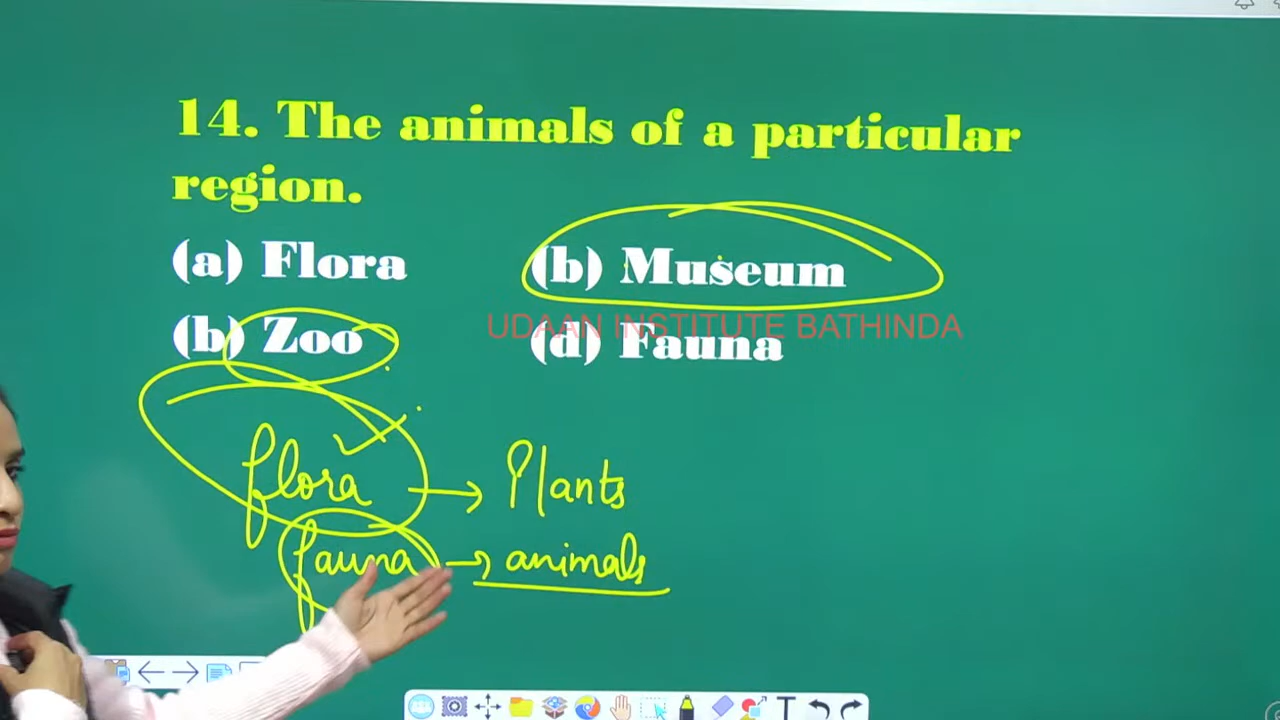 14. The animals of a particular
region.
(a) Flora (b) Museum
UDAAN INSTITUTE BATHINDA
(b) Zoo (d) Fauna
flora → Plants
fauna → animals